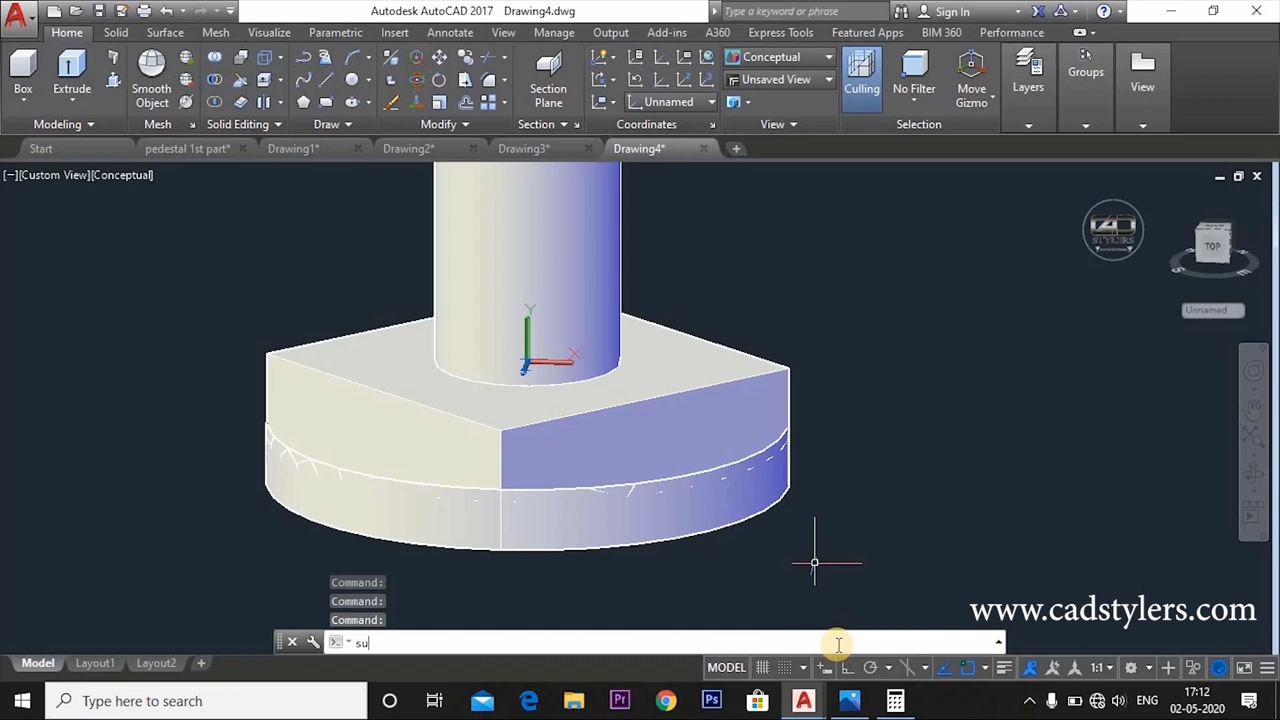 Autodesk AutoCAD 2017 Drawing4.dwg
Type a keyword or phrase
Sign In
Home Solid Surface Mesh Visualize Parametric Insert Annotate View Manage Output Add-ins A360 Express Tools Featured Apps BIM 360 Performance
Box Extrude Smooth Object Section Plane Conceptual Unsaved View Unnamed Culling No Filter Move Gizmo Layers Groups View
Modeling Mesh Solid Editing Draw Modify Section Coordinates View Selection
Start pedestal 1st part* Drawing1* Drawing2* Drawing3* Drawing4*
[−][Custom View][Conceptual]
STYLERS
TOP
Unnamed
Y
X
Command:
Command:
Command:
su
www.cadstylers.com
Model Layout1 Layout2
MODEL 1:1
Type here to search
Pr Ps ENG
17:12
02-05-2020